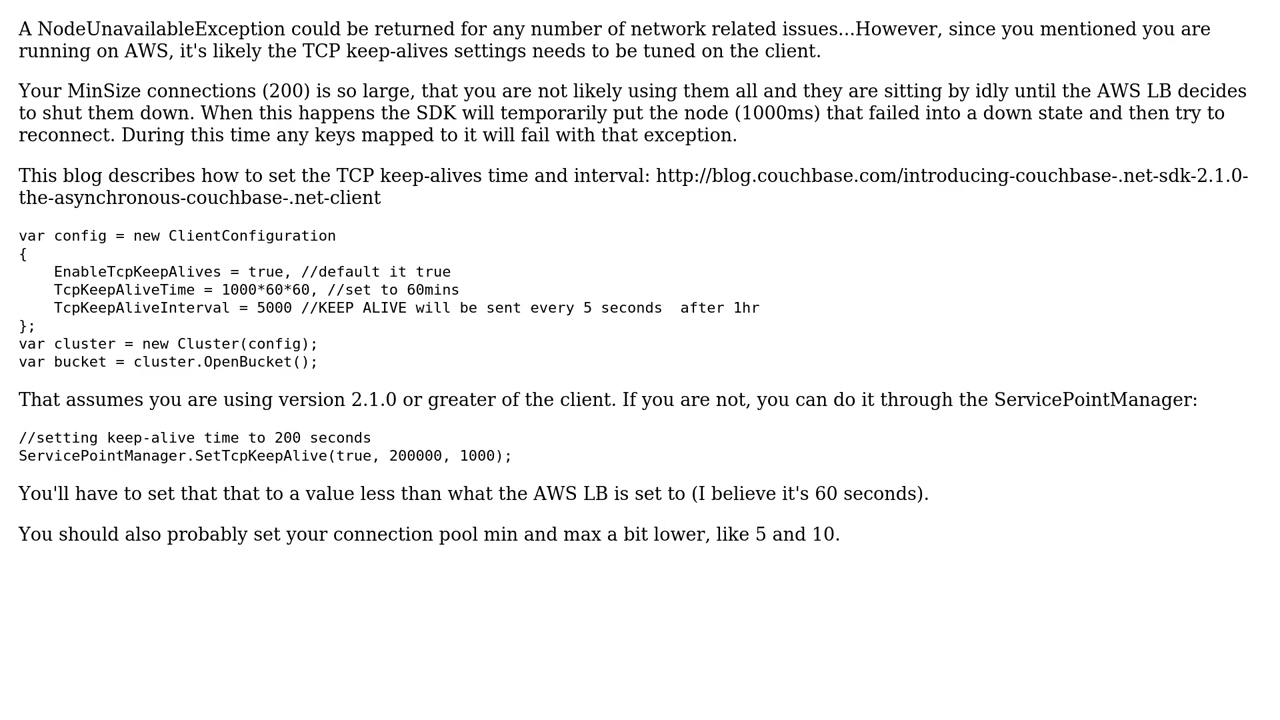 A NodeUnavailableException could be returned for any number of network related issues...However, since you mentioned you are
running on AWS, it's likely the TCP keep-alives settings needs to be tuned on the client.
Your MinSize connections (200) is so large, that you are not likely using them all and they are sitting by idly until the AWS LB decides
to shut them down. When this happens the SDK will temporarily put the node (1000ms) that failed into a down state and then try to
reconnect. During this time any keys mapped to it will fail with that exception.
This blog describes how to set the TCP keep-alives time and interval: http://blog.couchbase.com/introducing-couchbase-.net-sdk-2.1.0-
the-asynchronous-couchbase-.net-client
var config = new ClientConfiguration
{
    EnableTcpKeepAlives = true, //default it true
    TcpKeepAliveTime = 1000*60*60, //set to 60mins
    TcpKeepAliveInterval = 5000 //KEEP ALIVE will be sent every 5 seconds  after 1hr
};
var cluster = new Cluster(config);
var bucket = cluster.OpenBucket();
That assumes you are using version 2.1.0 or greater of the client. If you are not, you can do it through the ServicePointManager:
//setting keep-alive time to 200 seconds
ServicePointManager.SetTcpKeepAlive(true, 200000, 1000);
You'll have to set that that to a value less than what the AWS LB is set to (I believe it's 60 seconds).
You should also probably set your connection pool min and max a bit lower, like 5 and 10.